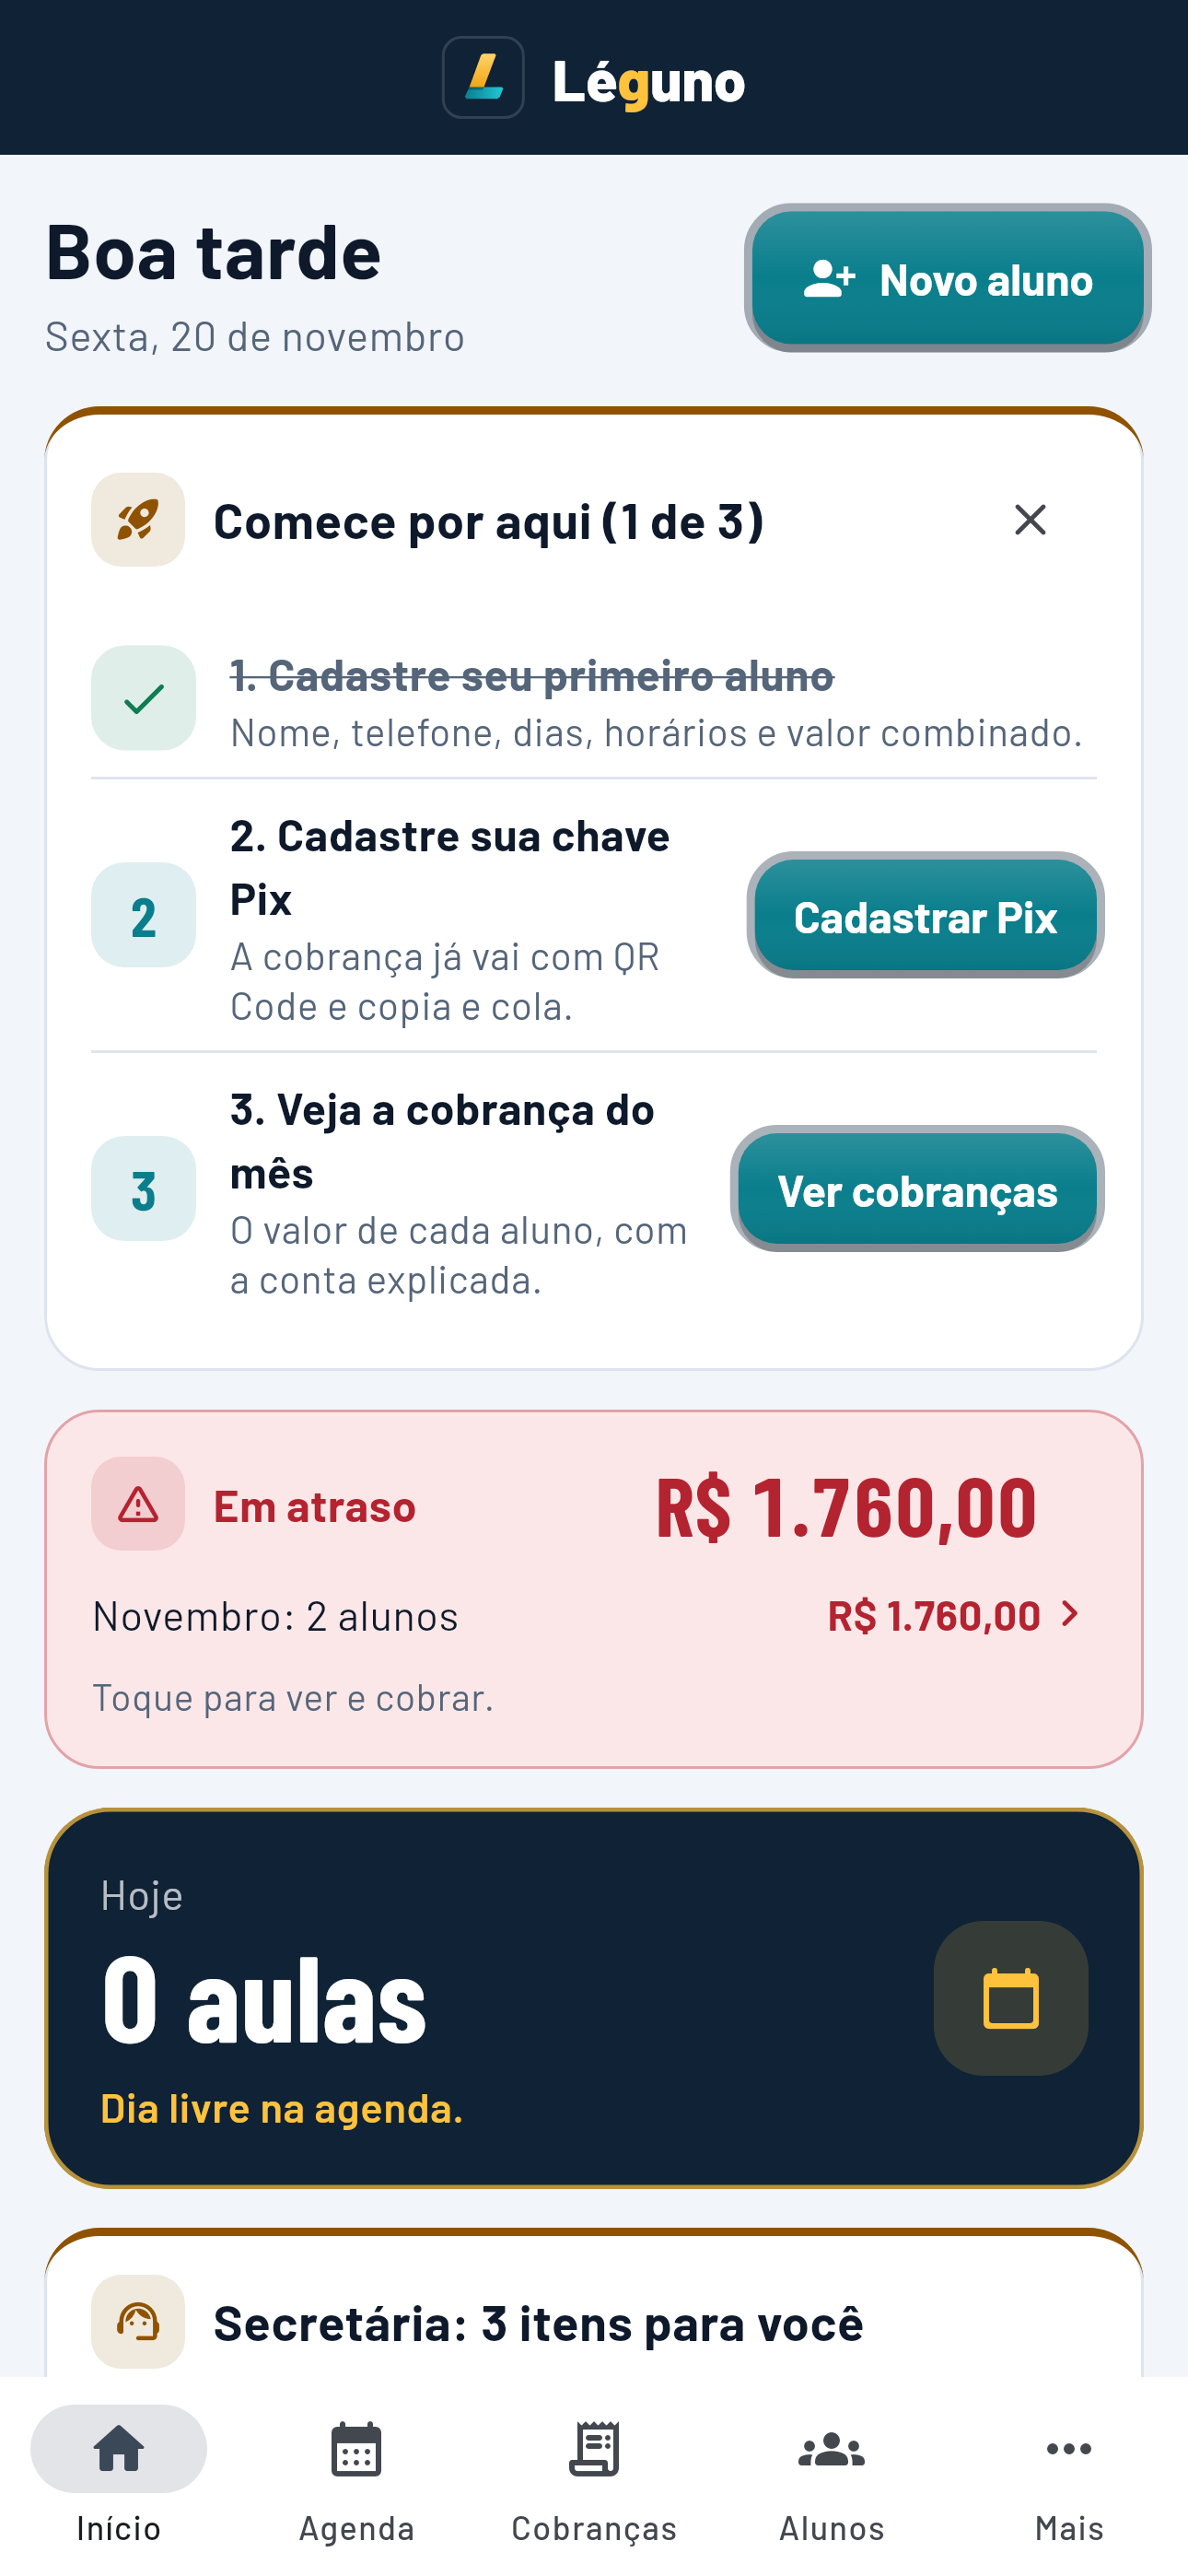 Léguno
Boa tarde
Sexta, 20 de novembro
Novo aluno
Comece por aqui (1 de 3)
1. Cadastre seu primeiro aluno
Nome, telefone, dias, horários e valor combinado.
2
2. Cadastre sua chave
Pix
A cobrança já vai com QR
Code e copia e cola.
Cadastrar Pix
3
3. Veja a cobrança do
mês
O valor de cada aluno, com
a conta explicada.
Ver cobranças
Em atraso
R$ 1.760,00
Novembro: 2 alunos
R$ 1.760,00
Toque para ver e cobrar.
Hoje
0 aulas
Dia livre na agenda.
Secretária: 3 itens para você
Início
Agenda
Cobranças
Alunos
Mais